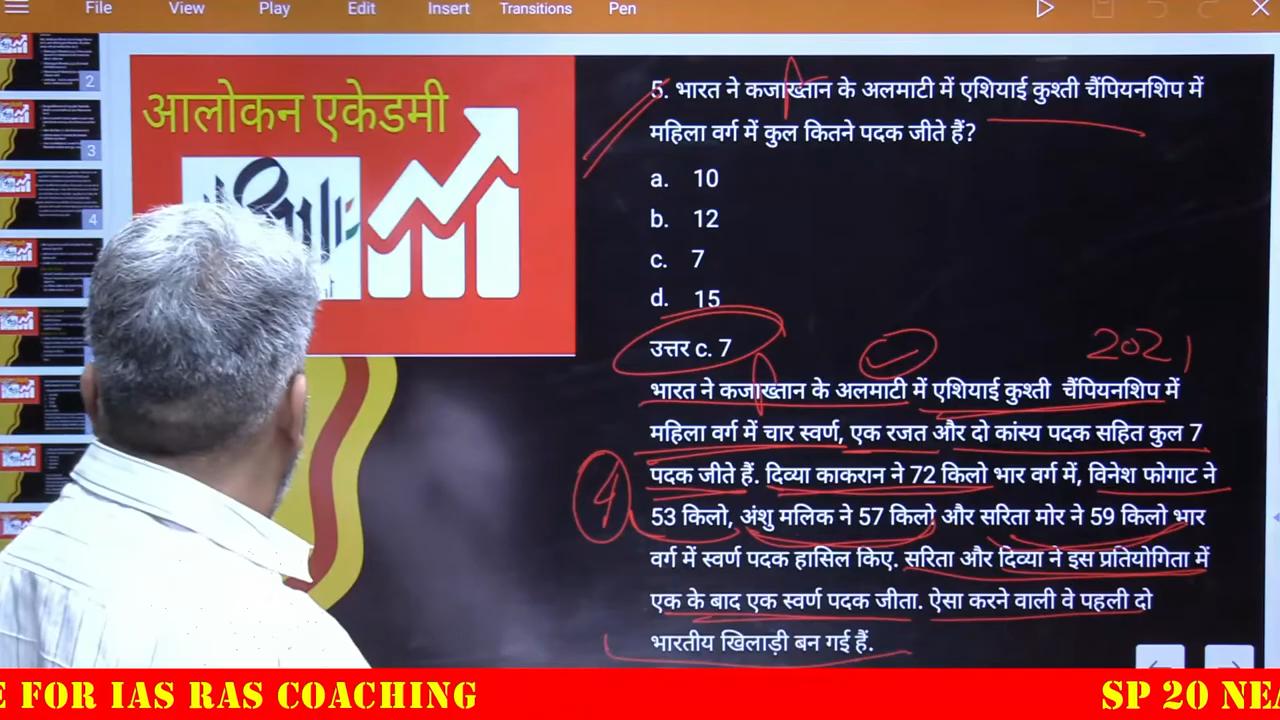 File View Play Edit Insert Transitions Pen
2
3
4
आलोकन एकेडमी
5. भारत ने कजाख्स्तान के अलमाटी में एशियाई कुश्ती चैंपियनशिप में
महिला वर्ग में कुल कितने पदक जीते हैं?
a. 10
b. 12
c. 7
d. 15
उत्तर c. 7
2021
भारत ने कजाख्स्तान के अलमाटी में एशियाई कुश्ती चैंपियनशिप में
महिला वर्ग में चार स्वर्ण, एक रजत और दो कांस्य पदक सहित कुल 7
पदक जीते हैं. दिव्या काकरान ने 72 किलो भार वर्ग में, विनेश फोगाट ने
4
53 किलो, अंशु मलिक ने 57 किलो और सरिता मोर ने 59 किलो भार
वर्ग में स्वर्ण पदक हासिल किए. सरिता और दिव्या ने इस प्रतियोगिता में
एक के बाद एक स्वर्ण पदक जीता. ऐसा करने वाली वे पहली दो
भारतीय खिलाड़ी बन गई हैं.
E FOR IAS RAS COACHING
SP 20 NEA